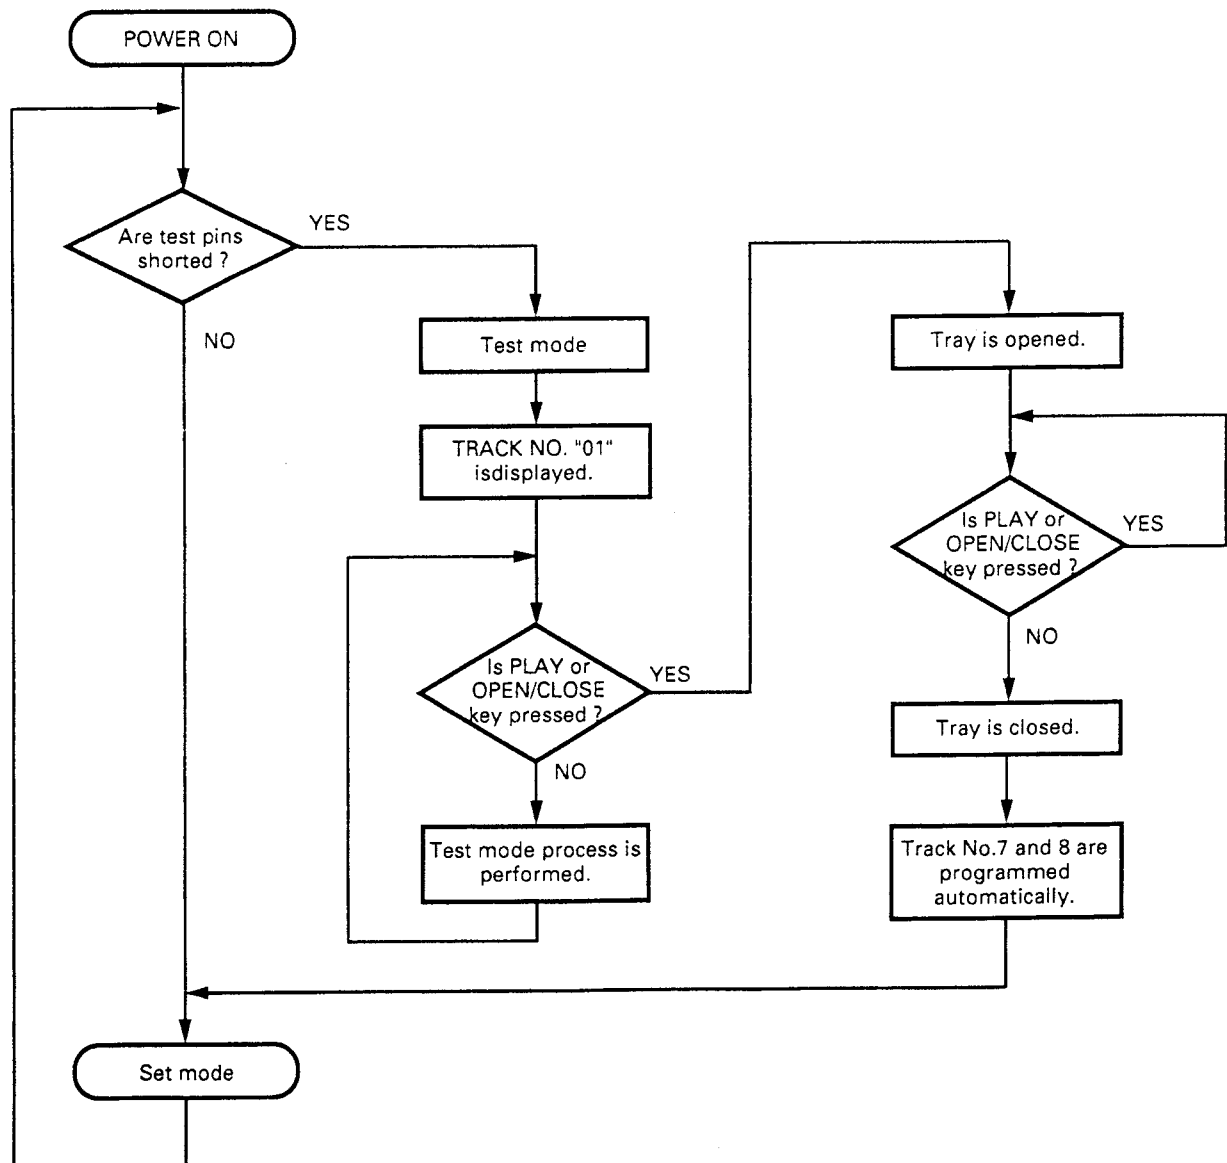 POWER ON
Are test pins
shorted ?
YES
NO
Test mode
TRACK NO. "01"
isdisplayed.
Is PLAY or
OPEN/CLOSE
key pressed ?
YES
NO
Test mode process is
performed.
Tray is opened.
Is PLAY or
OPEN/CLOSE
key pressed ?
YES
NO
Tray is closed.
Track No.7 and 8 are
programmed
automatically.
Set mode